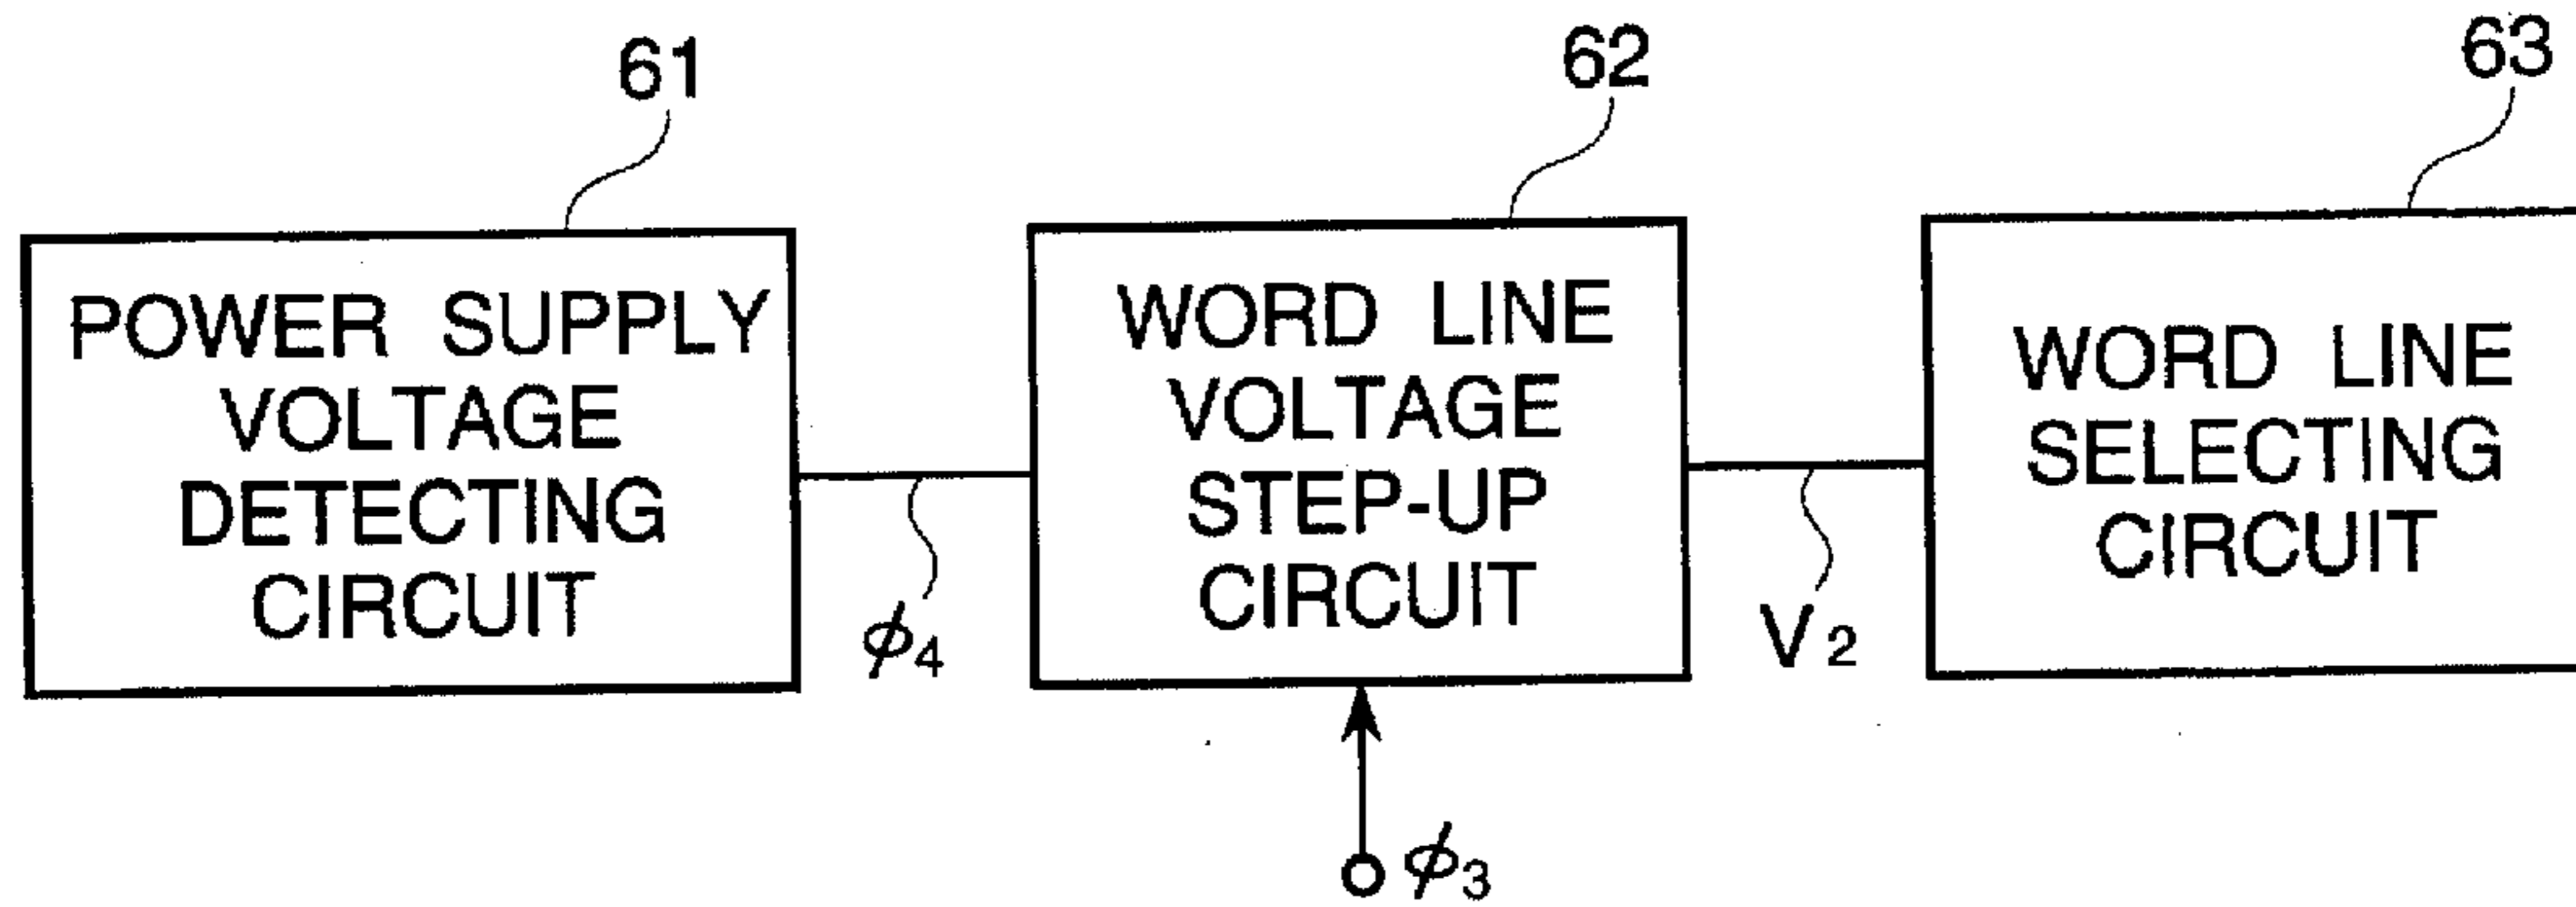 61
62
63
POWER SUPPLY
VOLTAGE
DETECTING
CIRCUIT
WORD LINE
VOLTAGE
STEP-UP
CIRCUIT
WORD LINE
SELECTING
CIRCUIT
ϕ4
V2
ϕ3